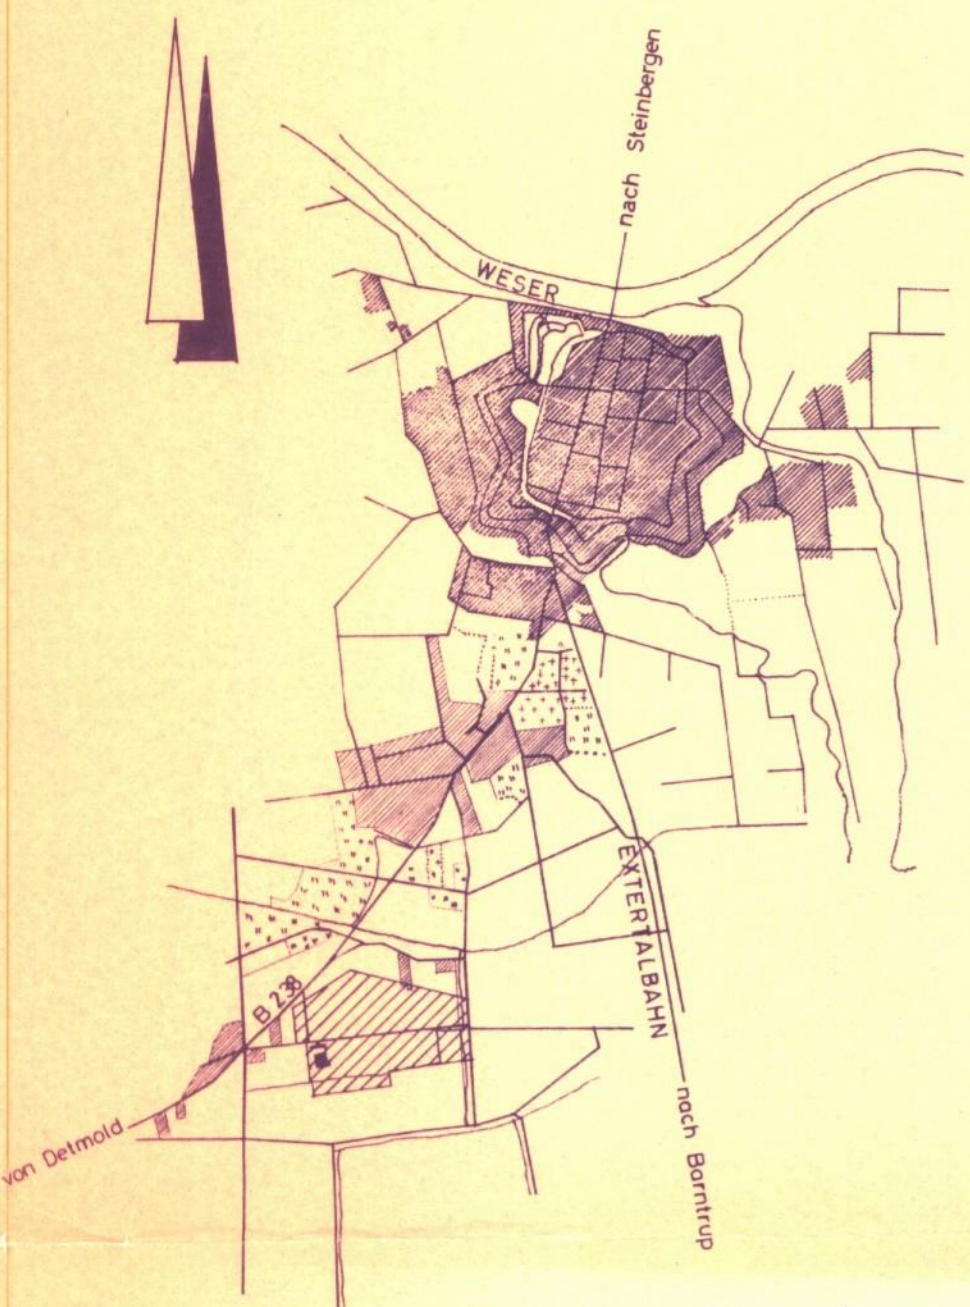 nach Steinbergen
WESER
EXTERTALBAHN
B 238
von Detmold
nach Barntrup